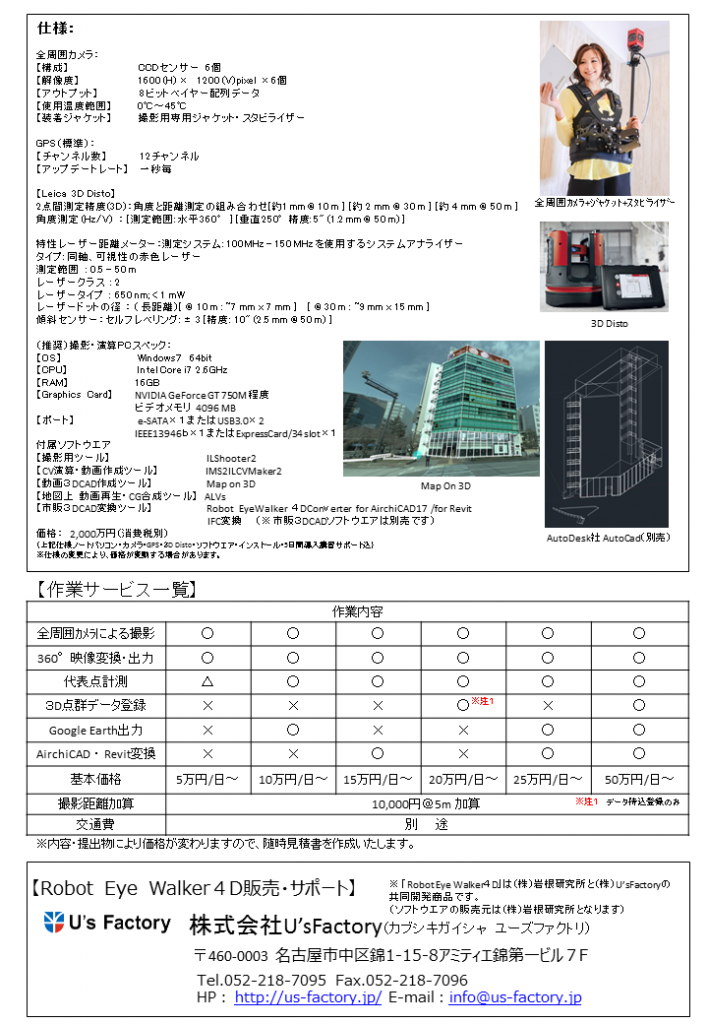 仕様：
全周囲カメラ：
【構成】 CCDセンサー 6個
【解像度】 1600(H)× 1200(V)pixel ×6個
【アウトプット】 8ビットベイヤー配列データ
【使用温度範囲】 0℃～45℃
【装着ジャケット】 撮影用専用ジャケット・スタビライザー
GPS(標準)：
【チャンネル数】 12チャンネル
【アップデートレート】 一秒毎
【Leica 3D Disto】
2点間測定精度(3D)：角度と距離測定の組み合わせ[約1mm@10m][約2mm@30m][約4mm@50m]
角度測定(Hz/V)：[測定範囲:水平360°][垂直250°精度:5"(1.2mm@50m)]
特性レーザー距離メーター：測定システム:100MHz-150MHzを使用するシステムアナライザー
タイプ:同軸、可視性の赤色レーザー
測定範囲：0.5-50m
レーザークラス：2
レーザータイプ：650nm;<1mW
レーザードットの径：(長距離)[@10m:~7mm×7mm] [@30m:~9mm×15mm]
傾斜センサー：セルフレベリング:±3[精度:10"(2.5mm@50m)]
全周囲カメラ+ジャケット+スタビライザー
3D Disto
(推奨)撮影・演算PCスペック：
【OS】 Windows7 64bit
【CPU】 Intel Core i7 2.6GHz
【RAM】 16GB
【Graphics Card】 NVIDIA GeForce GT 750M程度
ビデオメモリ 4096MB
【ポート】 e-SATA×1またはUSB3.0×2
IEEE13946b×1またはExpressCard/34slot×1
付属ソフトウエア
【撮影用ツール】 ILShooter2
【CV演算・動画作成ツール】 IMS2ILCVMaker2
【動画3DCAD作成ツール】 Map on 3D
【地図上 動画再生・CG合成ツール】 ALVs
【市販3DCAD変換ツール】 Robot EyeWalker 4DConverter for AirchiCAD17 /for Revit
IFC変換 (※市販3DCADソフトウエアは別売です)
Map On 3D
AutoDesk社 AutoCad(別売)
価格： 2,000万円(消費税別)
(上記仕様ノートパソコン・カメラ・GPS・3D Disto・ソフトウエア・インストール・3日間導入講習サポート込)
※仕様の変更により、価格が変動する場合があります。
【作業サービス一覧】
作業内容
全周囲カメラによる撮影 ○ ○ ○ ○ ○ ○
360°映像変換・出力 ○ ○ ○ ○ ○ ○
代表点計測 △ ○ ○ ○ ○ ○
3D点群データ登録 × × × ○※注1 × ○
Google Earth出力 × ○ × × ○ ○
AirchiCAD・Revit変換 × × ○ × ○ ○
基本価格 5万円/日～ 10万円/日～ 15万円/日～ 20万円/日～ 25万円/日～ 50万円/日～
撮影距離加算 10,000円@5m加算 ※注1 データ持込登録のみ
交通費 別 途
※内容・提出物により価格が変わりますので、随時見積書を作成いたします。
【Robot Eye Walker４D販売・サポート】
※「Robot Eye Walker4D」は(株)岩根研究所と(株)U'sFactoryの
共同開発商品です。
(ソフトウエアの販売元は(株)岩根研究所となります)
U's Factory 株式会社U'sFactory(カブシキガイシャ ユーズファクトリ)
〒460-0003 名古屋市中区錦1-15-8アミティエ錦第一ビル７F
Tel.052-218-7095 Fax.052-218-7096
HP： http://us-factory.jp/ E-mail：info@us-factory.jp